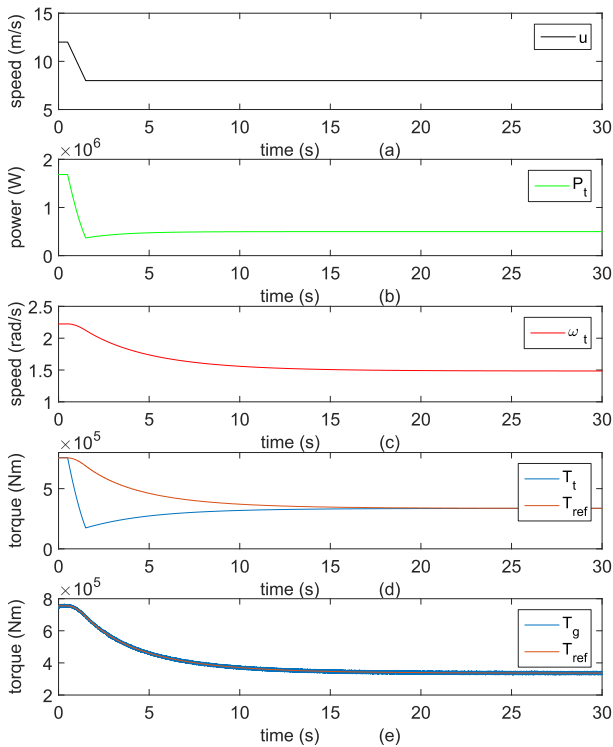 15
10
5
speed (m/s)
u
0 5 10 15 20 25 30
time (s) (a)
×10^6
2
1
0
power (W)
P_t
0 5 10 15 20 25 30
time (s) (b)
2.5
2
1.5
1
speed (rad/s)
ω_t
0 5 10 15 20 25 30
time (s) (c)
×10^5
5
0
torque (Nm)
T_t
T_ref
0 5 10 15 20 25 30
time (s) (d)
×10^5
8
6
4
2
torque (Nm)
T_g
T_ref
0 5 10 15 20 25 30
time (s) (e)